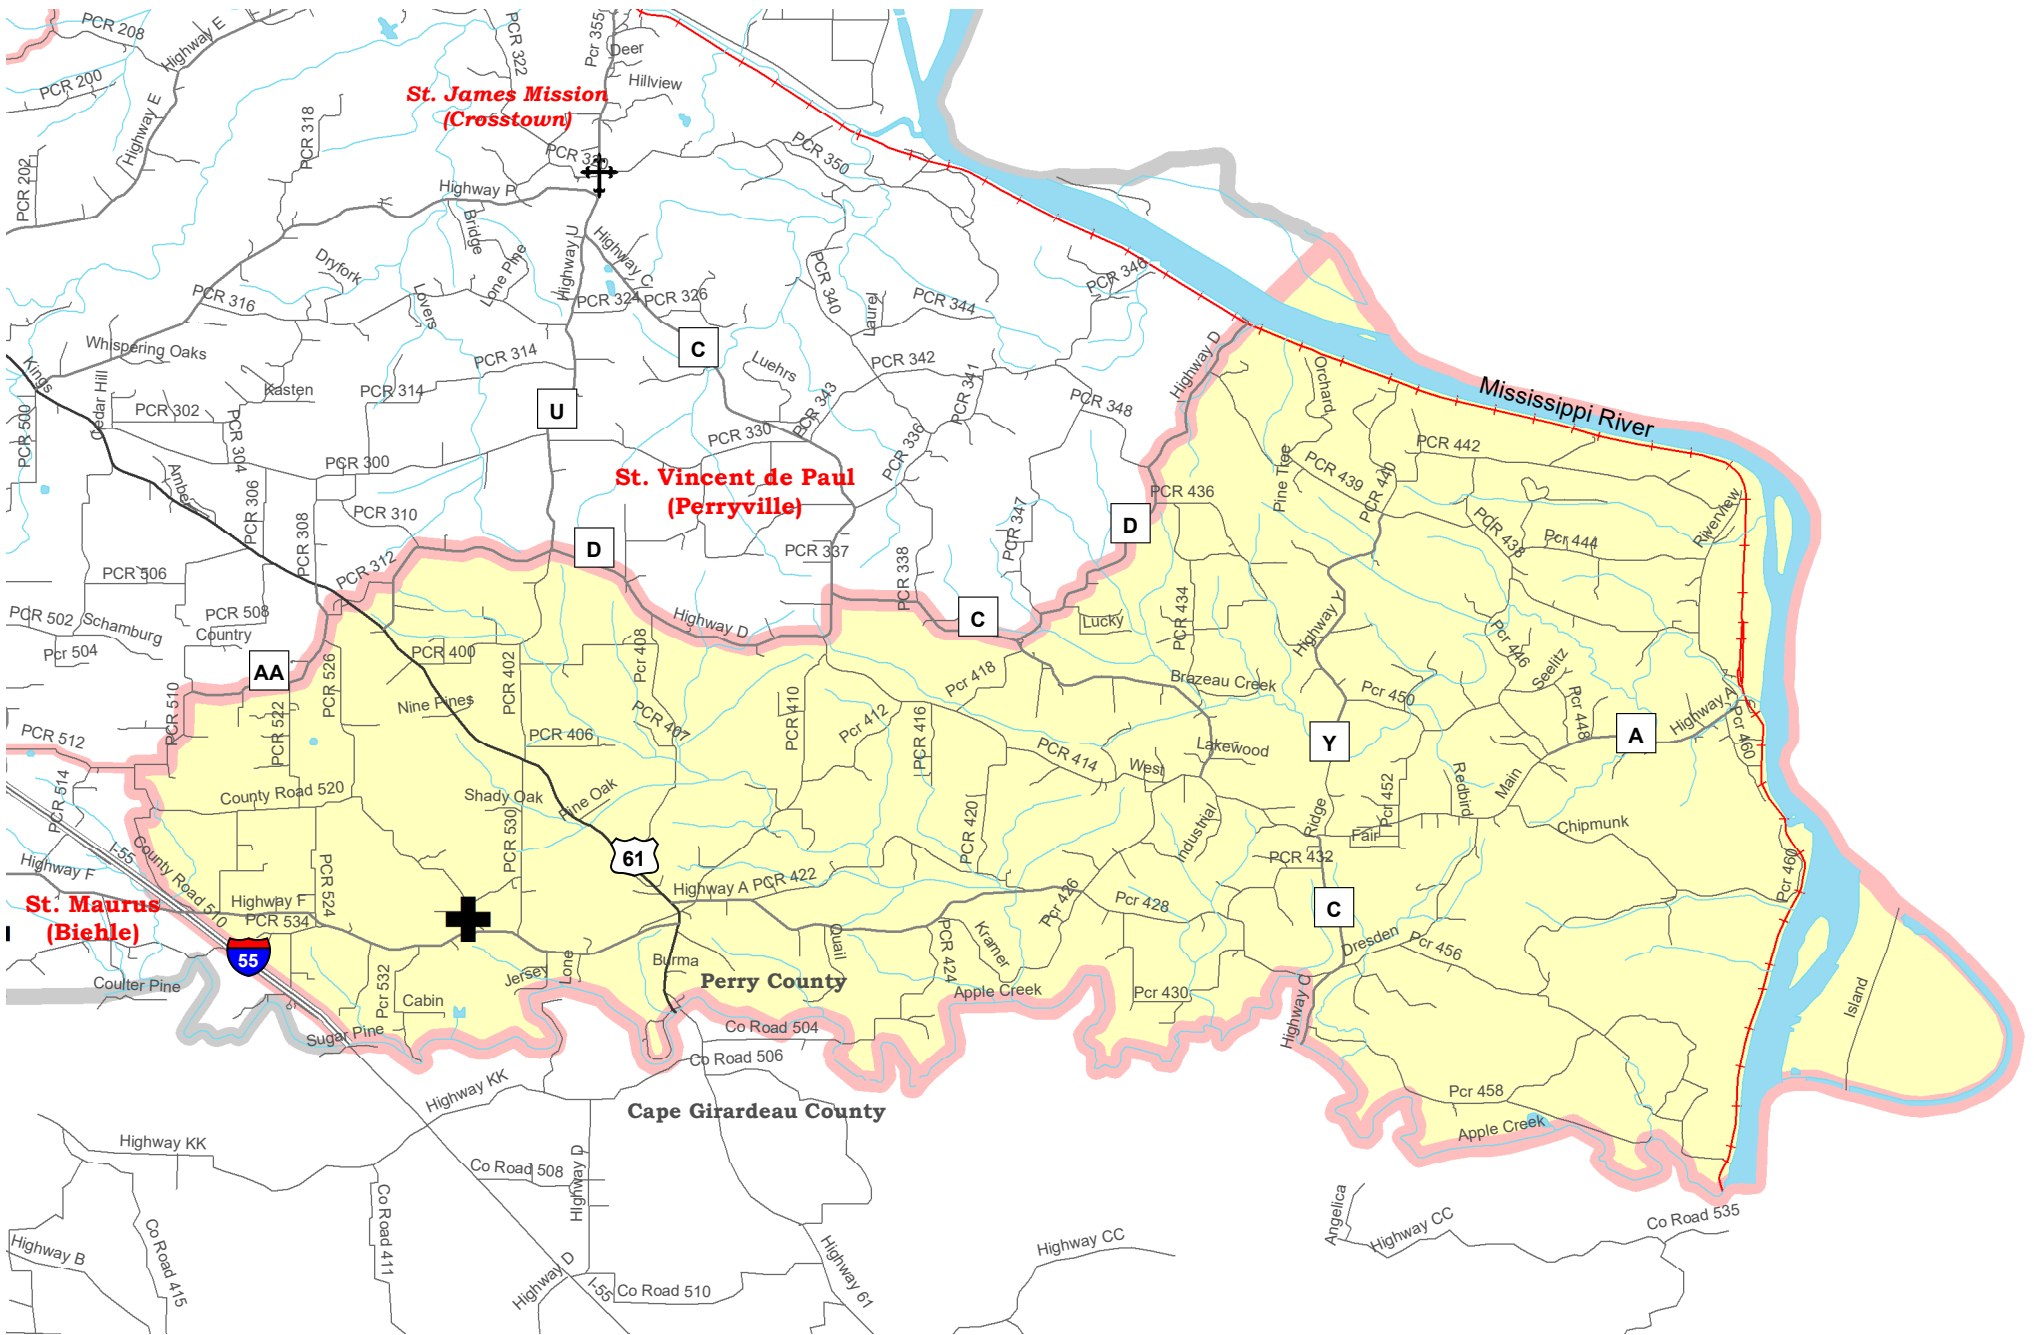 PCR 208
Highway E
PCR 322
Pcr 355
Deer
PCR 200
Hillview
St. James Mission
(Crosstown)
PCR 318
Highway E
PCR 320
PCR 350
PCR 202
Highway P
Bridge
Lone Pine
Highway U
Highway C
Dryfork
Lovers
PCR 316
PCR 324
PCR 326
PCR 340
Laurel
PCR 344
PCR 346
Highway D
Kings
Whispering Oaks
C
PCR 314
Luehrs
PCR 342
PCR 341
Orchard
Mississippi River
Cedar Hill
Kasten
PCR 314
PCR 302
U
PCR 343
PCR 348
PCR 500
PCR 304
PCR 330
PCR 336
PCR 442
PCR 300
Amber
St. Vincent de Paul
(Perryville)
PCR 436
Pine Tree
PCR 439
PCR 440
PCR 306
PCR 310
PCR 308
D
PCR 337
PCR 338
PCR 347
D
PCR 438
Pcr 444
Riverview
PCR 506
PCR 312
PCR 502
Schamburg
PCR 508
Country
Pcr 504
Highway D
C
Lucky
PCR 434
Highway Y
Pcr 446
Seelitz
AA
PCR 510
PCR 526
PCR 400
PCR 402
Pcr 408
Pcr 418
Brazeau Creek
Pcr 450
Pcr 448
Nine Pines
PCR 522
PCR 407
PCR 410
Pcr 412
PCR 416
PCR 406
PCR 414
Lakewood
Y
A
Highway A
Pcr 460
PCR 512
PCR 514
County Road 520
Shady Oak
Pine Oak
West
Redbird
Main
Pcr 452
Industrial
Ridge
Fair
Chipmunk
I-55
County Road 510
PCR 530
61
PCR 420
PCR 432
Highway F
PCR 524
Highway A
PCR 422
Pcr 460
St. Maurus
(Biehle)
Highway F
PCR 534
Pcr 426
Pcr 428
C
55
Quail
PCR 424
Kramer
Dresden
Pcr 456
Coulter Pine
Pcr 532
Cabin
Jersey
Lone
Burma
Perry County
Apple Creek
Pcr 430
Highway C
Island
Sugar Pine
Co Road 504
Co Road 506
Highway KK
Cape Girardeau County
Pcr 458
Apple Creek
Highway KK
Co Road 508
Highway D
Co Road 411
Co Road 415
Highway B
Highway D
I-55
Co Road 510
Highway 61
Highway CC
Angelica
Highway CC
Co Road 535